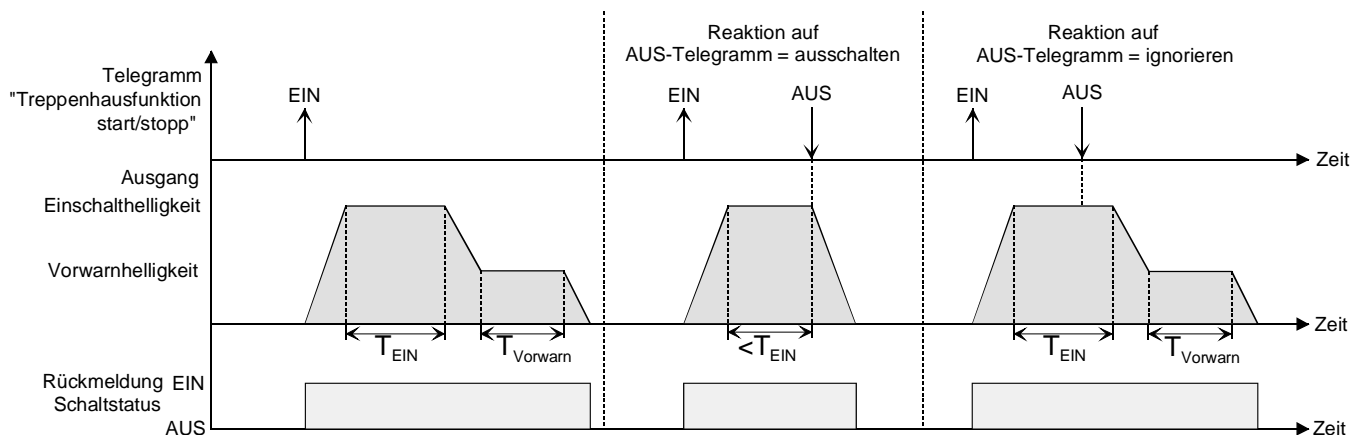 Reaktion auf
AUS-Telegramm = ausschalten
Reaktion auf
AUS-Telegramm = ignorieren
Telegramm
"Treppenhausfunktion
start/stopp"
EIN
EIN
AUS
EIN
AUS
Zeit
Ausgang
Einschalthelligkeit
Vorwarnhelligkeit
Zeit
TEIN
TVorwarn
<TEIN
TEIN
TVorwarn
Rückmeldung EIN
Schaltstatus
AUS
Zeit